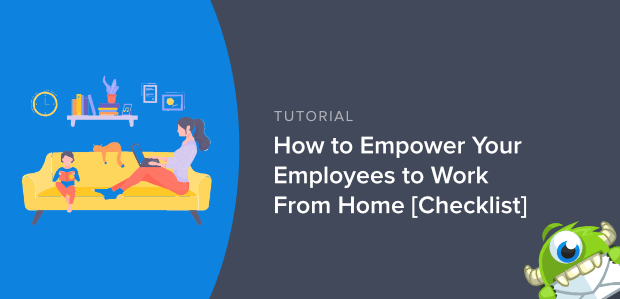 TUTORIAL
How to Empower Your
Employees to Work
From Home [Checklist]